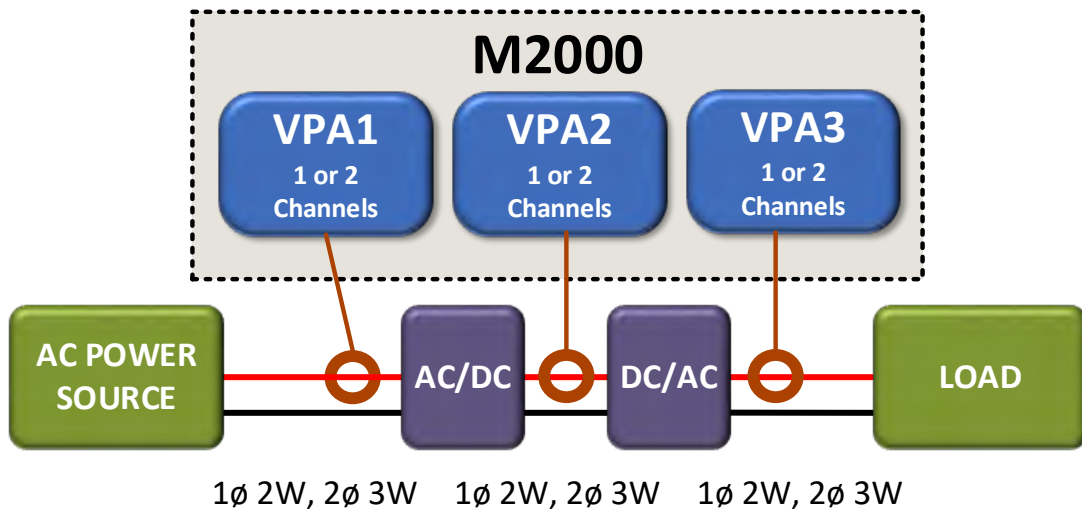 M2000
VPA1
1 or 2
Channels
VPA2
1 or 2
Channels
VPA3
1 or 2
Channels
AC POWER
SOURCE
AC/DC
DC/AC
LOAD
1ø 2W, 2ø 3W
1ø 2W, 2ø 3W
1ø 2W, 2ø 3W